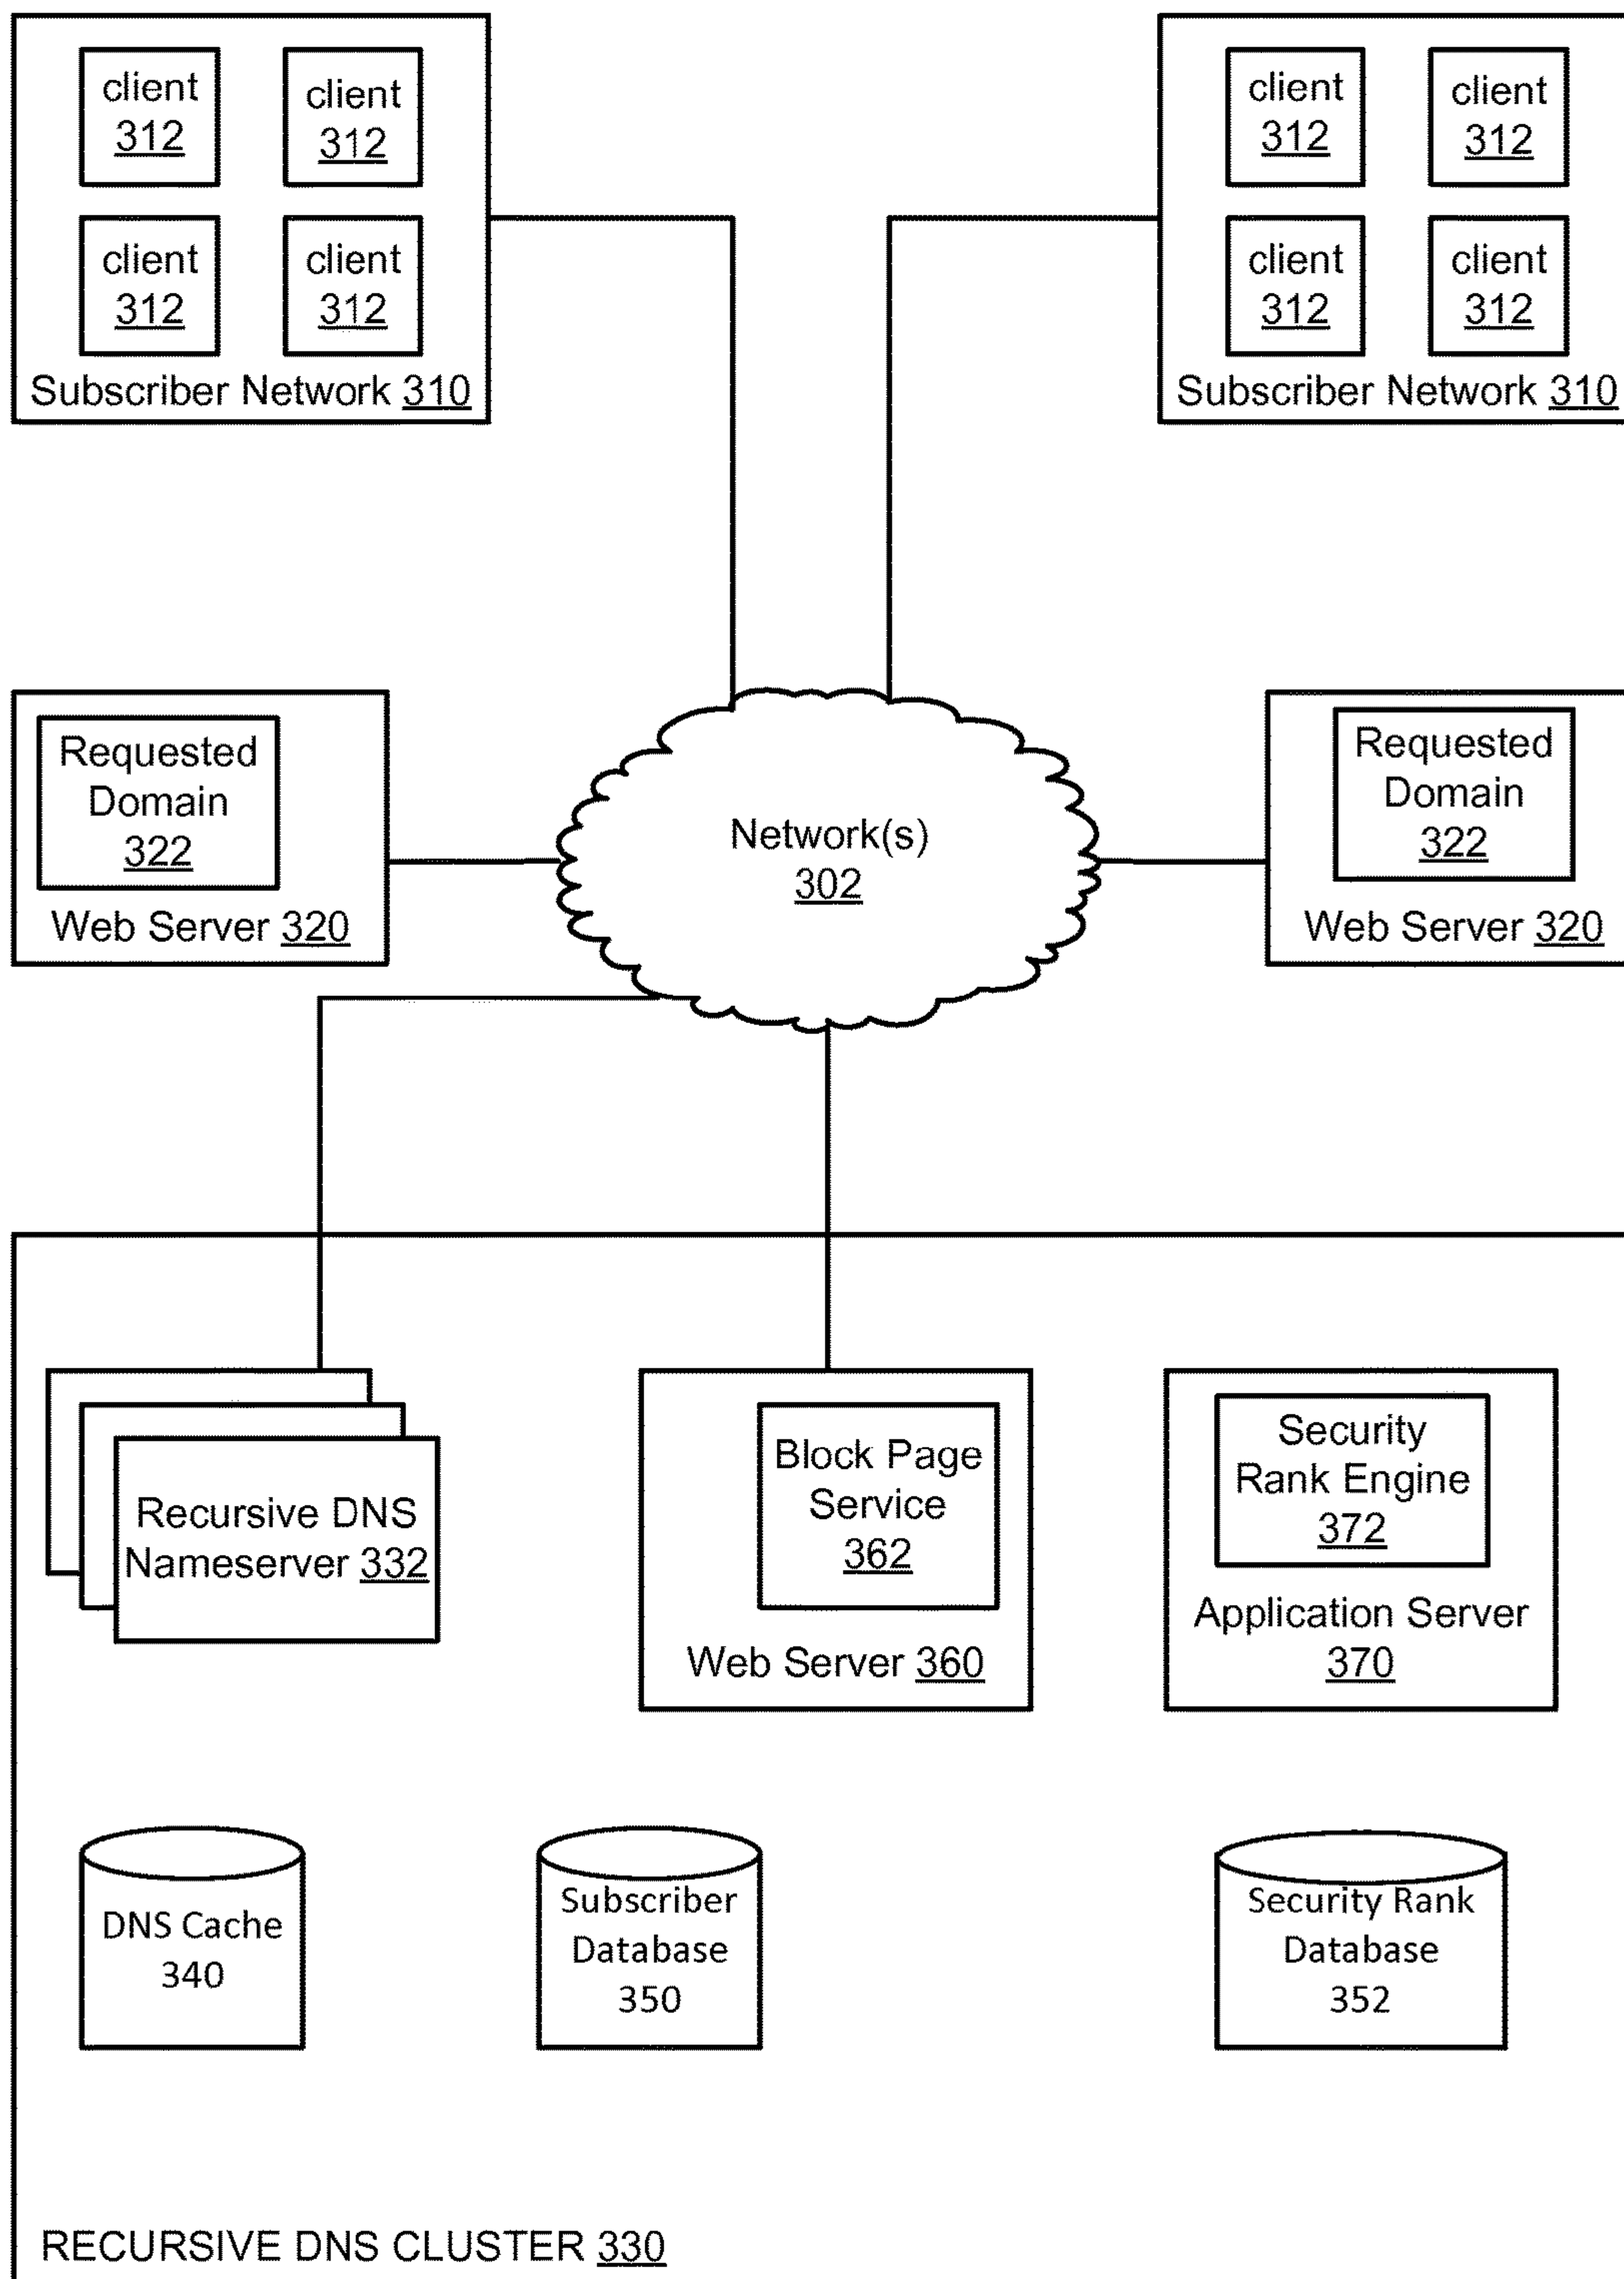 client
312
client
312
client
312
client
312
Subscriber Network 310
client
312
client
312
client
312
client
312
Subscriber Network 310
Requested
Domain
322
Web Server 320
Network(s)
302
Requested
Domain
322
Web Server 320
Recursive DNS
Nameserver 332
Block Page
Service
362
Web Server 360
Security
Rank Engine
372
Application Server
370
DNS Cache
340
Subscriber
Database
350
Security Rank
Database
352
RECURSIVE DNS CLUSTER 330